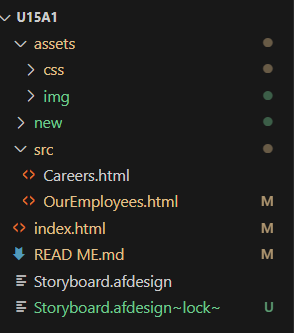 U15A1
assets
css
img
new
src
Careers.html
OurEmployees.html M
index.html M
READ ME.md M
Storyboard.afdesign
Storyboard.afdesign~lock~ U